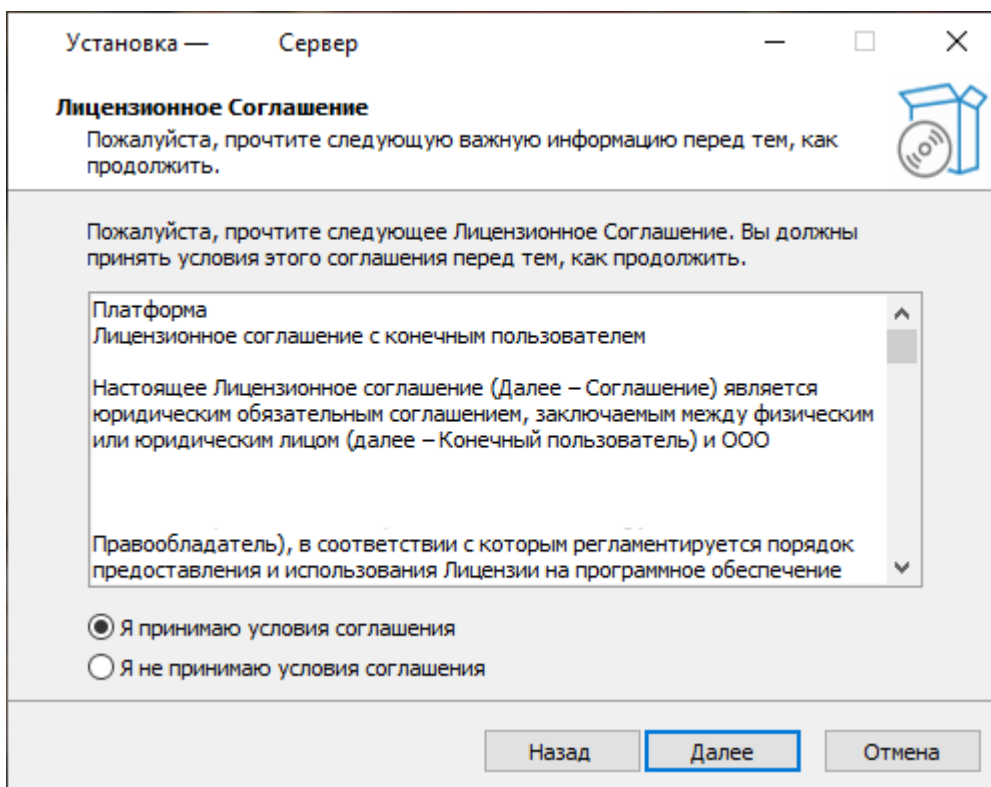 Установка — Сервер
Лицензионное Соглашение
Пожалуйста, прочтите следующую важную информацию перед тем, как
продолжить.
Пожалуйста, прочтите следующее Лицензионное Соглашение. Вы должны
принять условия этого соглашения перед тем, как продолжить.
Платформа
Лицензионное соглашение с конечным пользователем
Настоящее Лицензионное соглашение (Далее – Соглашение) является
юридическим обязательным соглашением, заключаемым между физическим
или юридическим лицом (далее – Конечный пользователь) и ООО
Правообладатель), в соответствии с которым регламентируется порядок
предоставления и использования Лицензии на программное обеспечение
Я принимаю условия соглашения
Я не принимаю условия соглашения
Назад Далее Отмена